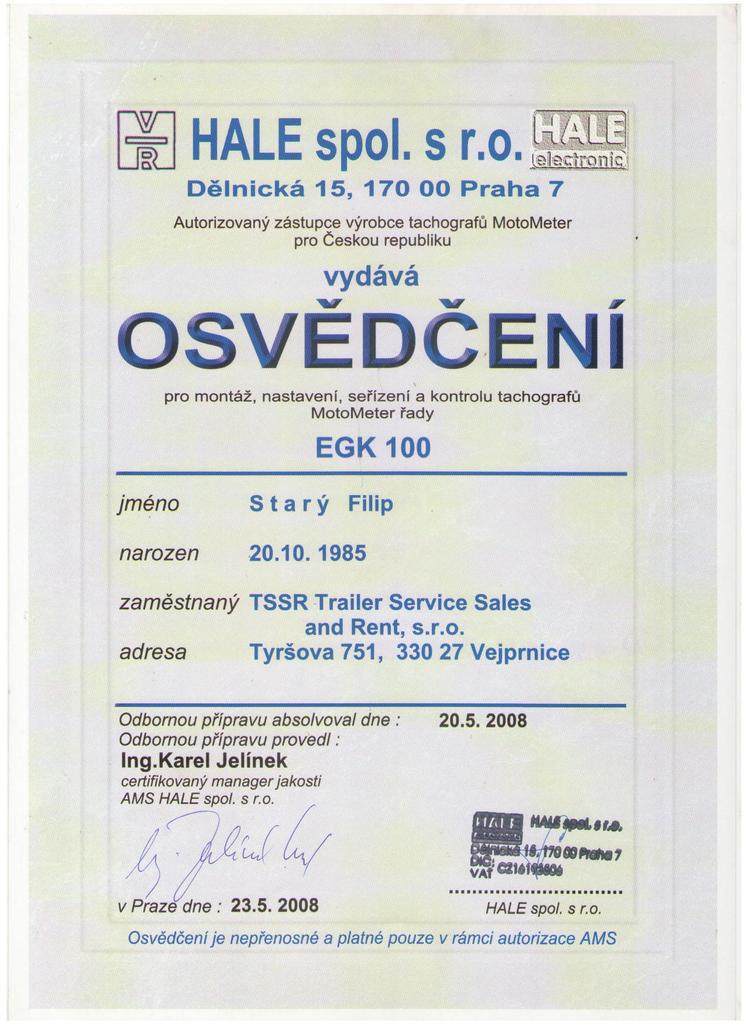 VR HALE spol. s r.o. HALE electronic
Dělnická 15, 170 00 Praha 7
Autorizovaný zástupce výrobce tachografů MotoMeter
pro Českou republiku
vydává
OSVĚDČENÍ
pro montáž, nastavení, seřízení a kontrolu tachografů
MotoMeter řady
EGK 100
jméno Starý Filip
narozen 20.10. 1985
zaměstnaný TSSR Trailer Service Sales
and Rent, s.r.o.
adresa Tyršova 751, 330 27 Vejprnice
Odbornou přípravu absolvoval dne : 20.5. 2008
Odbornou přípravu provedl :
Ing.Karel Jelínek
certifikovaný manager jakosti
AMS HALE spol. s r.o.
HALE HALE spol. s r.o.
Dělnická 15, 170 00 Praha 7
DIČ:
VAT
v Praze dne : 23.5. 2008
HALE spol. s r.o.
Osvědčení je nepřenosné a platné pouze v rámci autorizace AMS